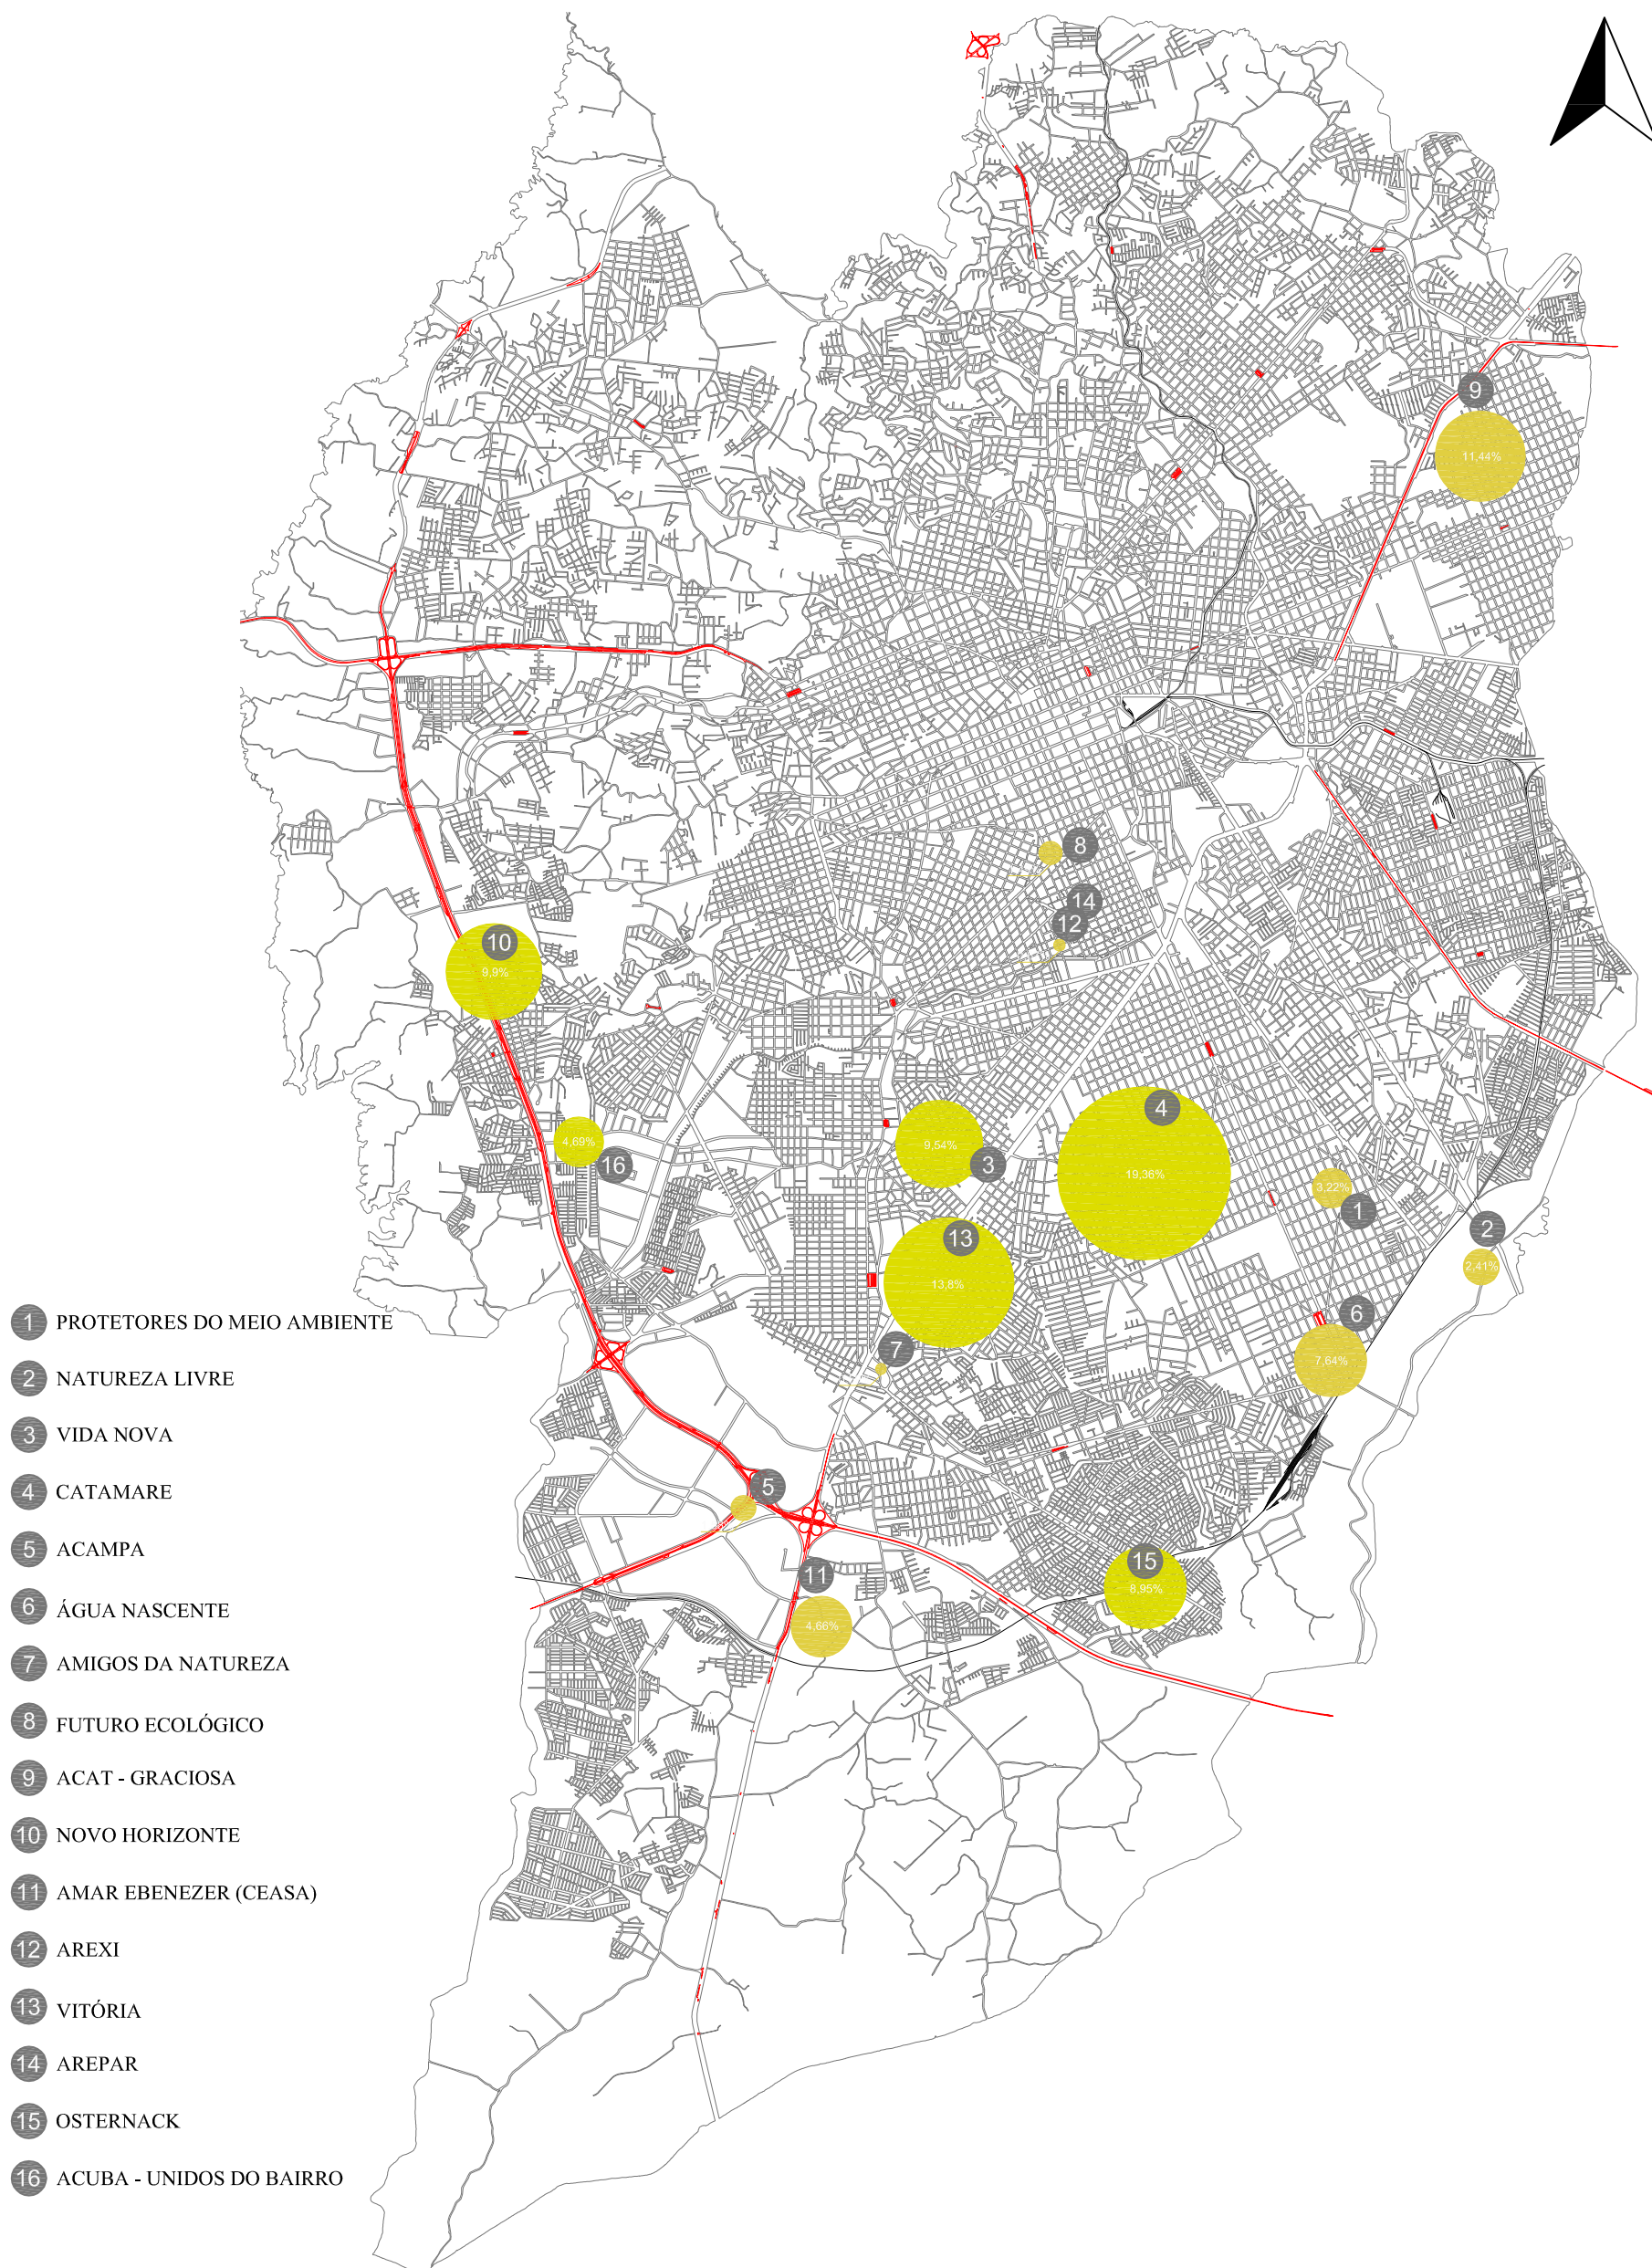 9
11,44%
8
14
12
10
9,8%
4
9,54%
4,69%
3
16
19,36%
3,22%
1
2
13
2,41%
13,8%
6
7
7,64%
5
15
11
8,95%
4,66%
1 PROTETORES DO MEIO AMBIENTE
2 NATUREZA LIVRE
3 VIDA NOVA
4 CATAMARE
5 ACAMPA
6 ÁGUA NASCENTE
7 AMIGOS DA NATUREZA
8 FUTURO ECOLÓGICO
9 ACAT - GRACIOSA
10 NOVO HORIZONTE
11 AMAR EBENEZER (CEASA)
12 AREXI
13 VITÓRIA
14 AREPAR
15 OSTERNACK
16 ACUBA - UNIDOS DO BAIRRO